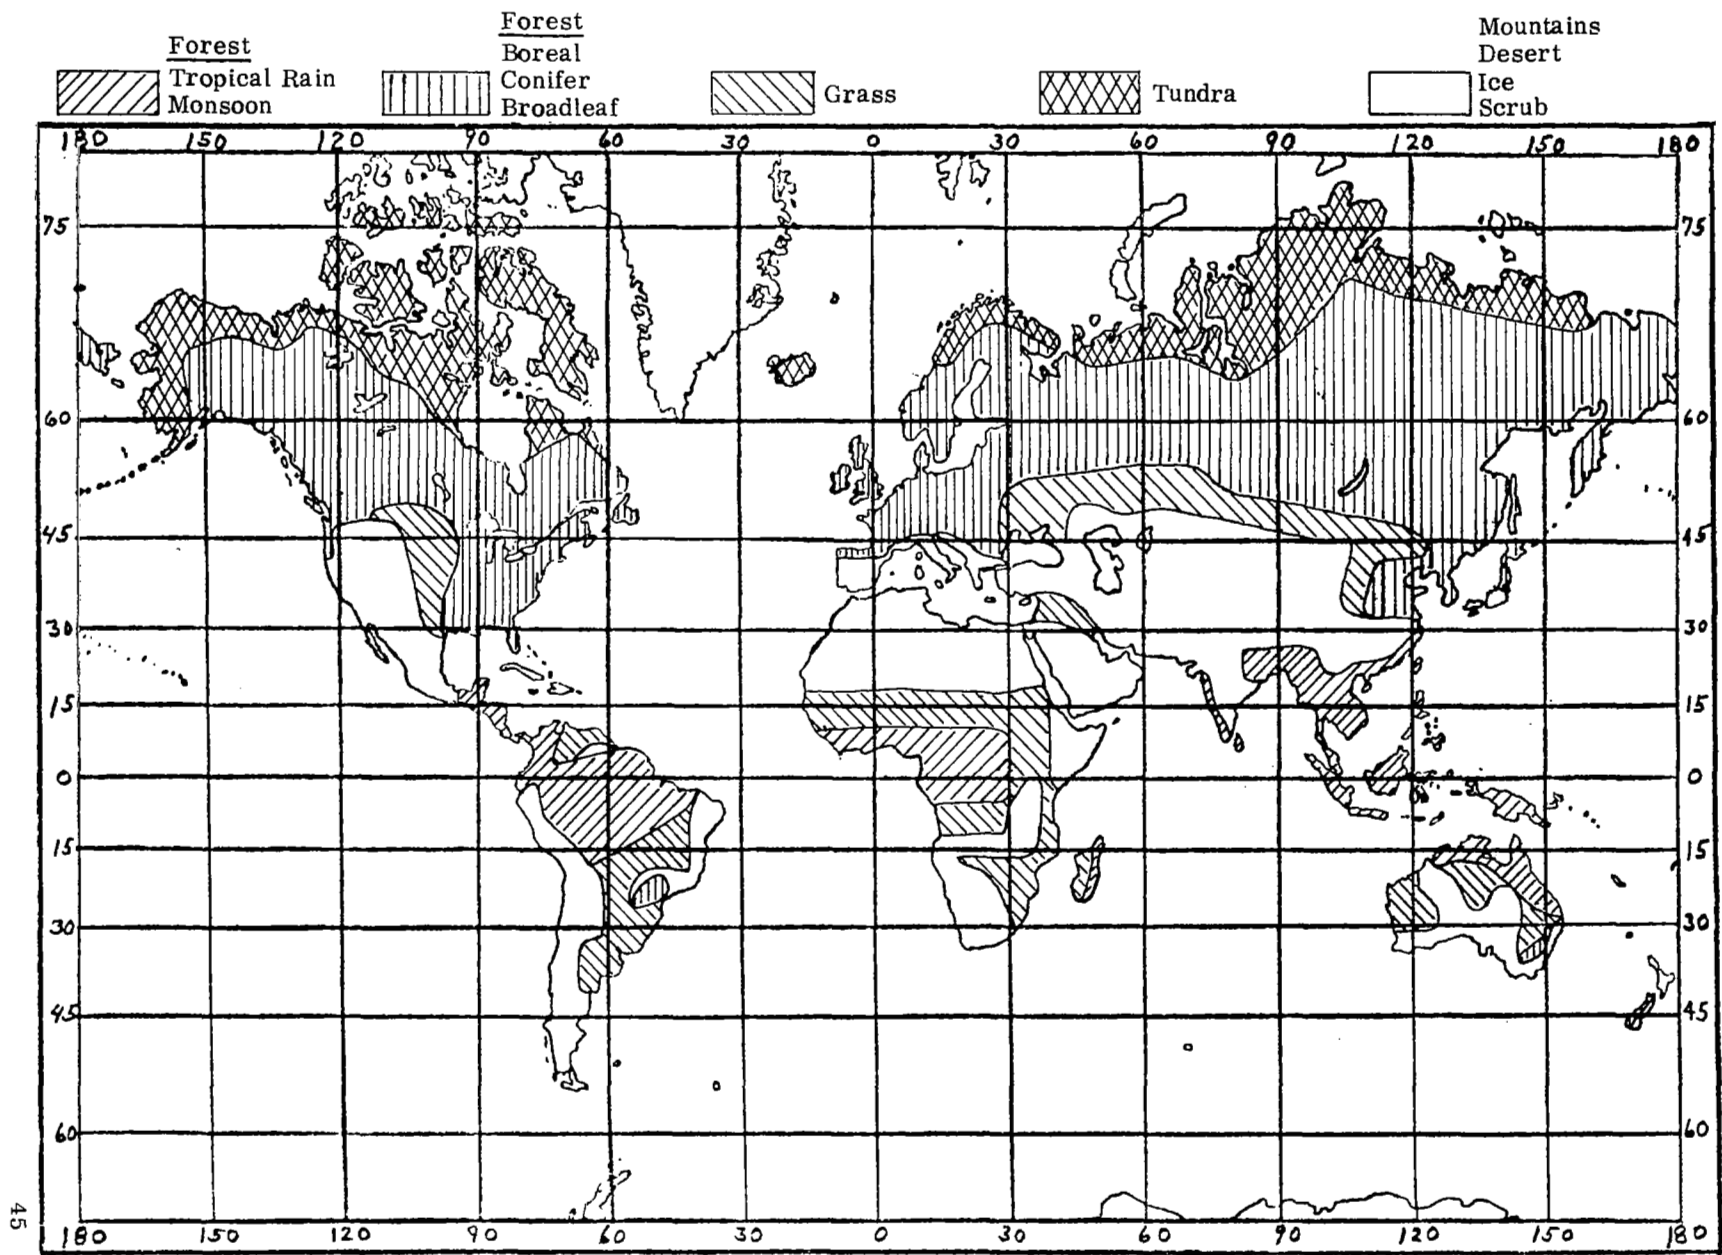 Forest
Tropical Rain
Monsoon
Forest
Boreal
Conifer
Broadleaf
Grass
Tundra
Mountains
Desert
Ice
Scrub
180 150 120 90 60 30 0 30 60 90 120 150 180
75 75
60 60
45 45
30 30
15 15
0 0
15 15
30 30
45 45
60 60
180 150 120 90 60 30 0 30 60 90 120 150 180
45